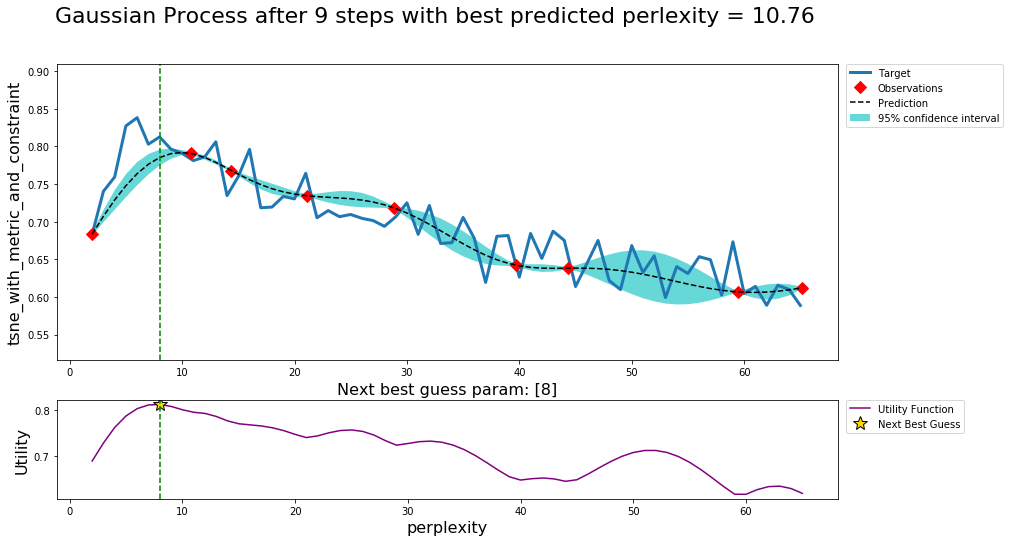 Gaussian Process after 9 steps with best predicted perlexity = 10.76
tsne_with_metric_and_constraint
0.90
0.85
0.80
0.75
0.70
0.65
0.60
0.55
0 10 20 30 40 50 60
Target
Observations
Prediction
95% confidence interval
Next best guess param: [8]
Utility
0.8
0.7
0 10 20 30 40 50 60
perplexity
Utility Function
Next Best Guess